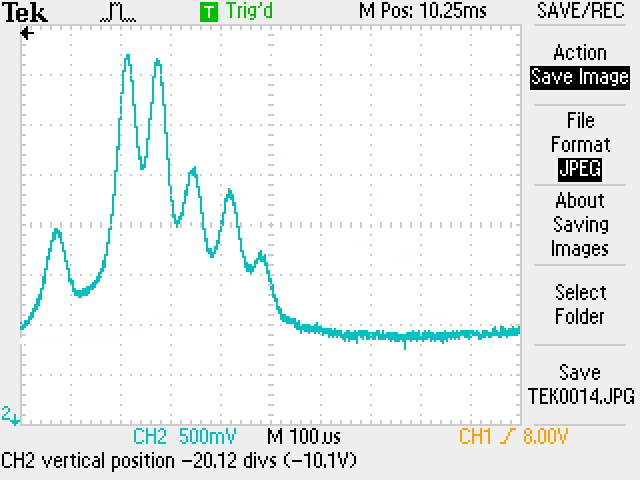 Tek T Trig'd M Pos: 10.25ms SAVE/REC
Action
Save Image
File
Format
JPEG
About
Saving
Images
Select
Folder
Save
TEK0014.JPG
2
CH2 500mV M 100µs CH1 8.00V
CH2 vertical position -20.12 divs (-10.1V)